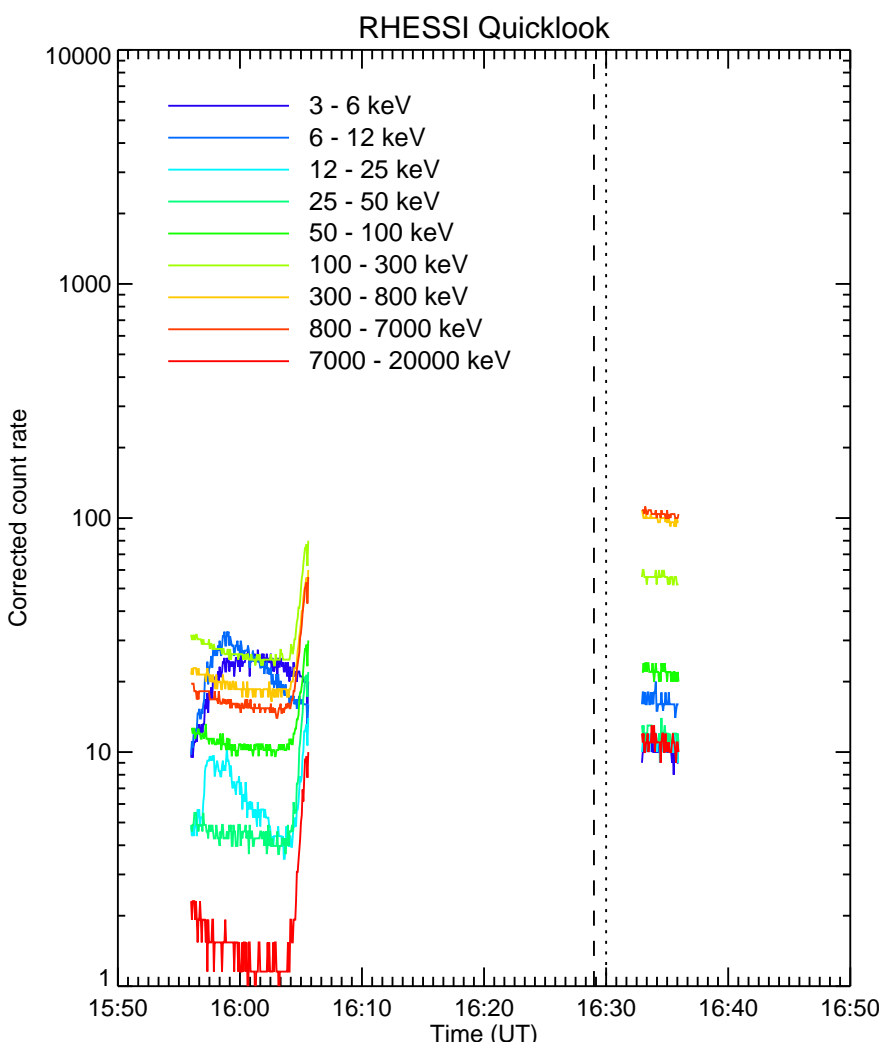 RHESSI Quicklook
10000
1000
100
10
1
Corrected count rate
3 - 6 keV
6 - 12 keV
12 - 25 keV
25 - 50 keV
50 - 100 keV
100 - 300 keV
300 - 800 keV
800 - 7000 keV
7000 - 20000 keV
15:50 16:00 16:10 16:20 16:30 16:40 16:50
Time (UT)